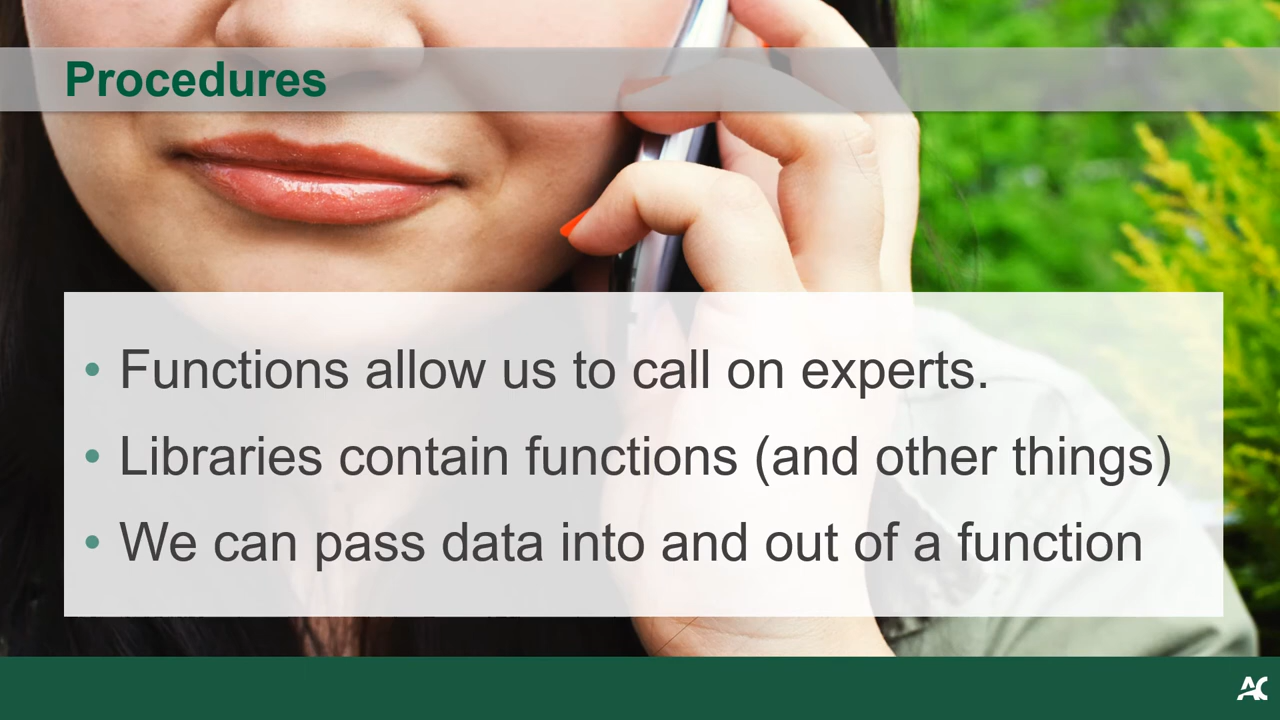 Procedures
• Functions allow us to call on experts.
• Libraries contain functions (and other things)
• We can pass data into and out of a function
AC